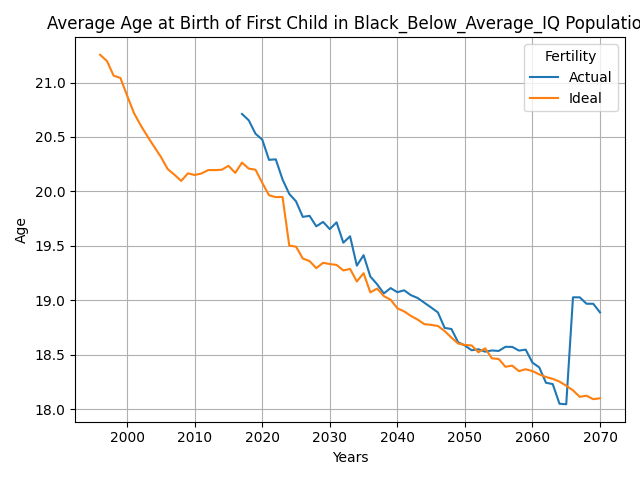 Average Age at Birth of First Child in Black_Below_Average_IQ Populatio
Fertility
Actual
Ideal
21.0
20.5
20.0
19.5
19.0
18.5
18.0
Age
2000 2010 2020 2030 2040 2050 2060 2070
Years